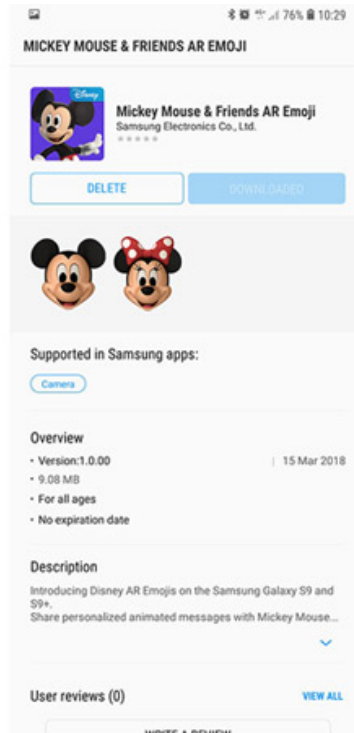 76% 10:29
MICKEY MOUSE & FRIENDS AR EMOJI
Disney
Mickey Mouse & Friends AR Emoji
Samsung Electronics Co., Ltd.
DELETE
DOWNLOADED
Supported in Samsung apps:
Camera
Overview
• Version:1.0.00 | 15 Mar 2018
• 9.08 MB
• For all ages
• No expiration date
Description
Introducing Disney AR Emojis on the Samsung Galaxy S9 and
S9+.
Share personalized animated messages with Mickey Mouse...
User reviews (0) VIEW ALL
WRITE A REVIEW